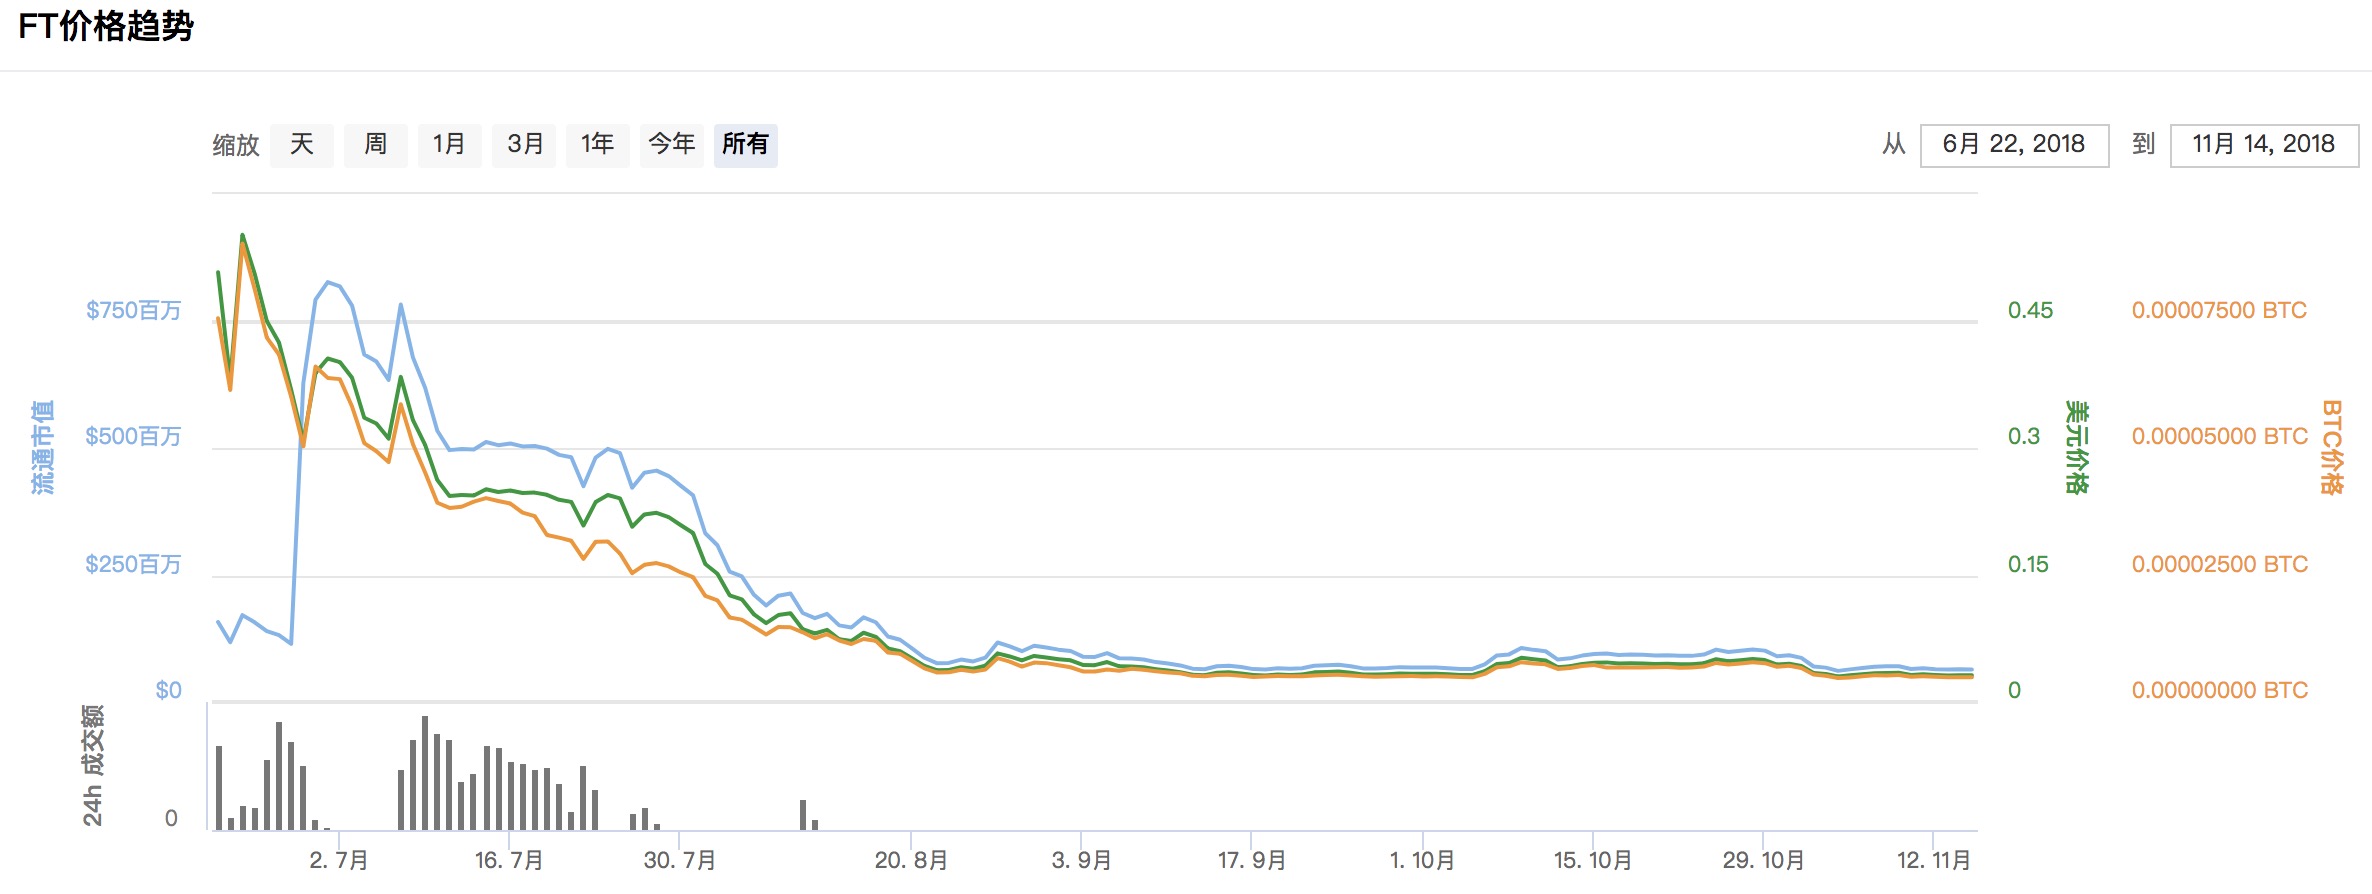 FT价格趋势
缩放 天 周 1月 3月 1年 今年 所有 从 6月 22, 2018 到 11月 14, 2018
$750百万 0.45 0.00007500 BTC
$500百万 0.3 0.00005000 BTC
$250百万 0.15 0.00002500 BTC
$0 0 0.00000000 BTC
流通市值
美元价格
BTC价格
24h 成交额
0
2. 7月 16. 7月 30. 7月 20. 8月 3. 9月 17. 9月 1. 10月 15. 10月 29. 10月 12. 11月